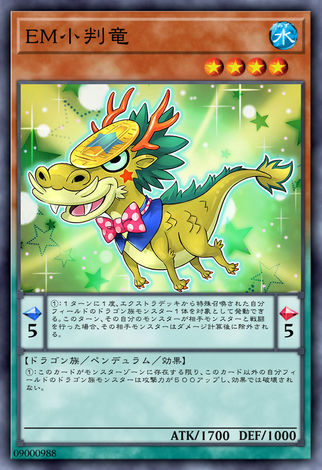 EM小判竜
水
①：1ターンに1度、エクストラデッキから特殊召喚された自分
フィールドのドラゴン族モンスター1体を対象として発動でき
る。このターン、その自分のモンスターが相手モンスターと戦闘
を行った場合、その相手モンスターはダメージ計算後に除外さ
れる。
5
5
【ドラゴン族／ペンデュラム／効果】
①：このカードがモンスターゾーンに存在する限り、このカード以外の自分フィ
ールドのドラゴン族モンスターは攻撃力が５００アップし、効果では破壊され
ない。
ATK/1700 DEF/1000
09000988